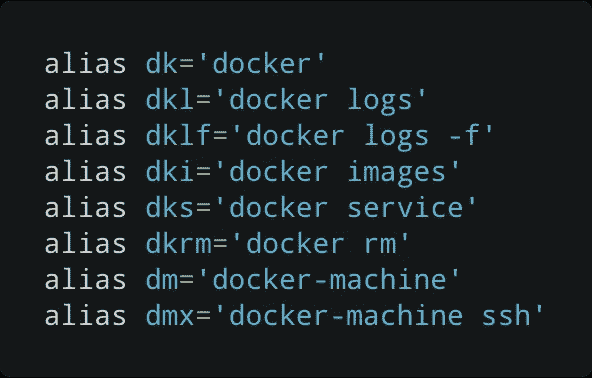 alias dk='docker'
alias dkl='docker logs'
alias dklf='docker logs -f'
alias dki='docker images'
alias dks='docker service'
alias dkrm='docker rm'
alias dm='docker-machine'
alias dmx='docker-machine ssh'